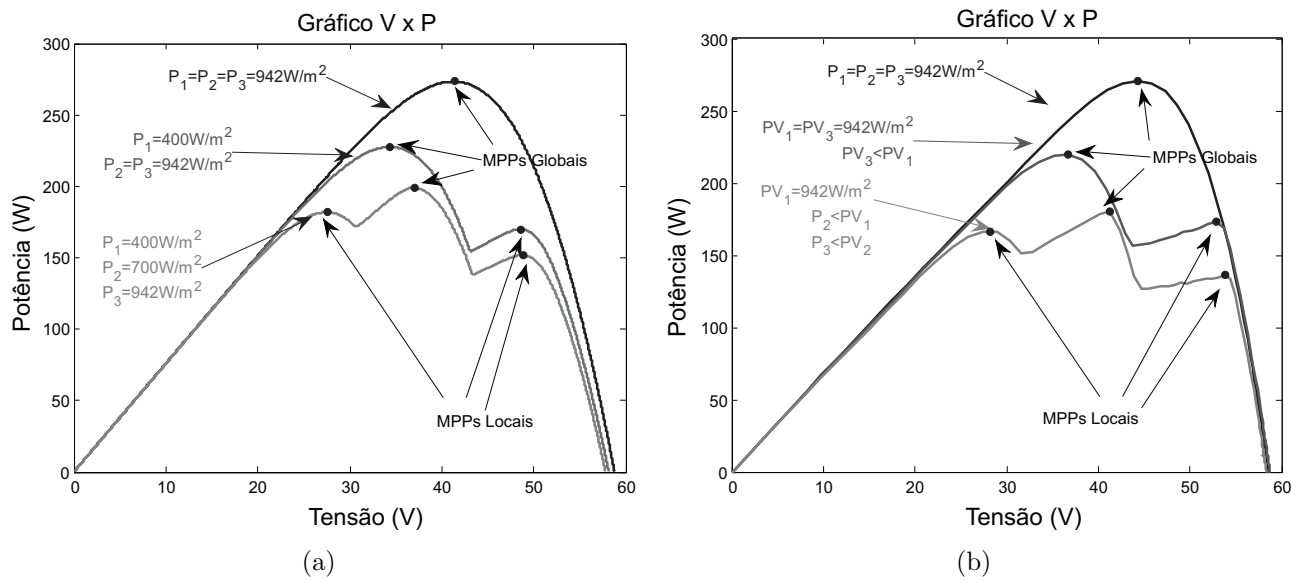 Gráfico V x P
300
250
200
150
100
50
0
Potência (W)
P1=P2=P3=942W/m²
P1=400W/m²
P2=P3=942W/m²
P1=400W/m²
P2=700W/m²
P3=942W/m²
MPPs Globais
MPPs Locais
0 10 20 30 40 50 60
Tensão (V)
(a)
Gráfico V x P
300
250
200
150
100
50
0
Potência (W)
P1=P2=P3=942W/m²
PV1=PV3=942W/m²
PV3<PV1
PV1=942W/m²
P2<PV1
P3<PV2
MPPs Globais
MPPs Locais
0 10 20 30 40 50 60
Tensão (V)
(b)